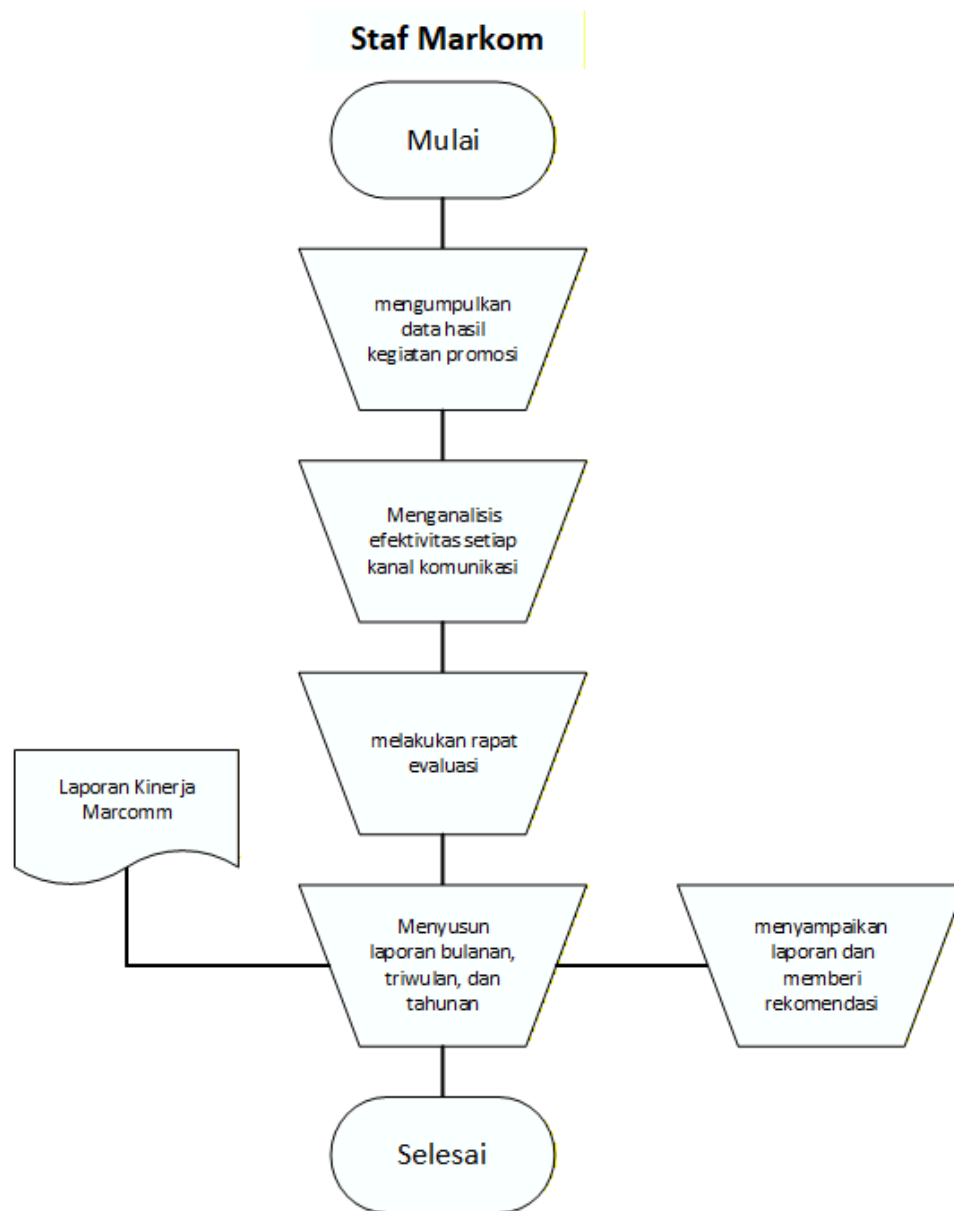 Staf Markom
Mulai
mengumpulkan
data hasil
kegiatan promosi
Menganalisis
efektivitas setiap
kanal komunikasi
melakukan rapat
evaluasi
Laporan Kinerja
Marcomm
Menyusun
laporan bulanan,
triwulan, dan
tahunan
menyampaikan
laporan dan
memberi
rekomendasi
Selesai